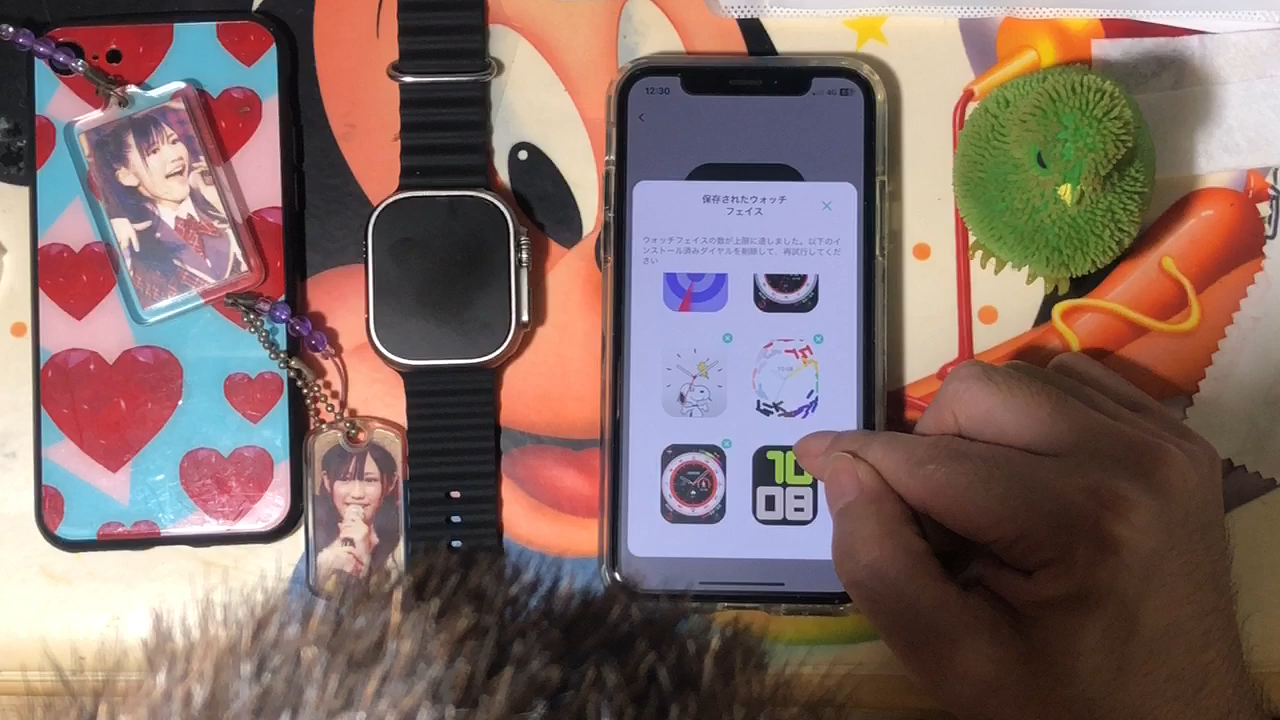 12:30
4G
保存されたウォッチ
フェイス
ウォッチフェイスの数が上限に達しました。以下のイ
ンストール済みダイヤルを削除して、再試行してくだ
さい
10
08